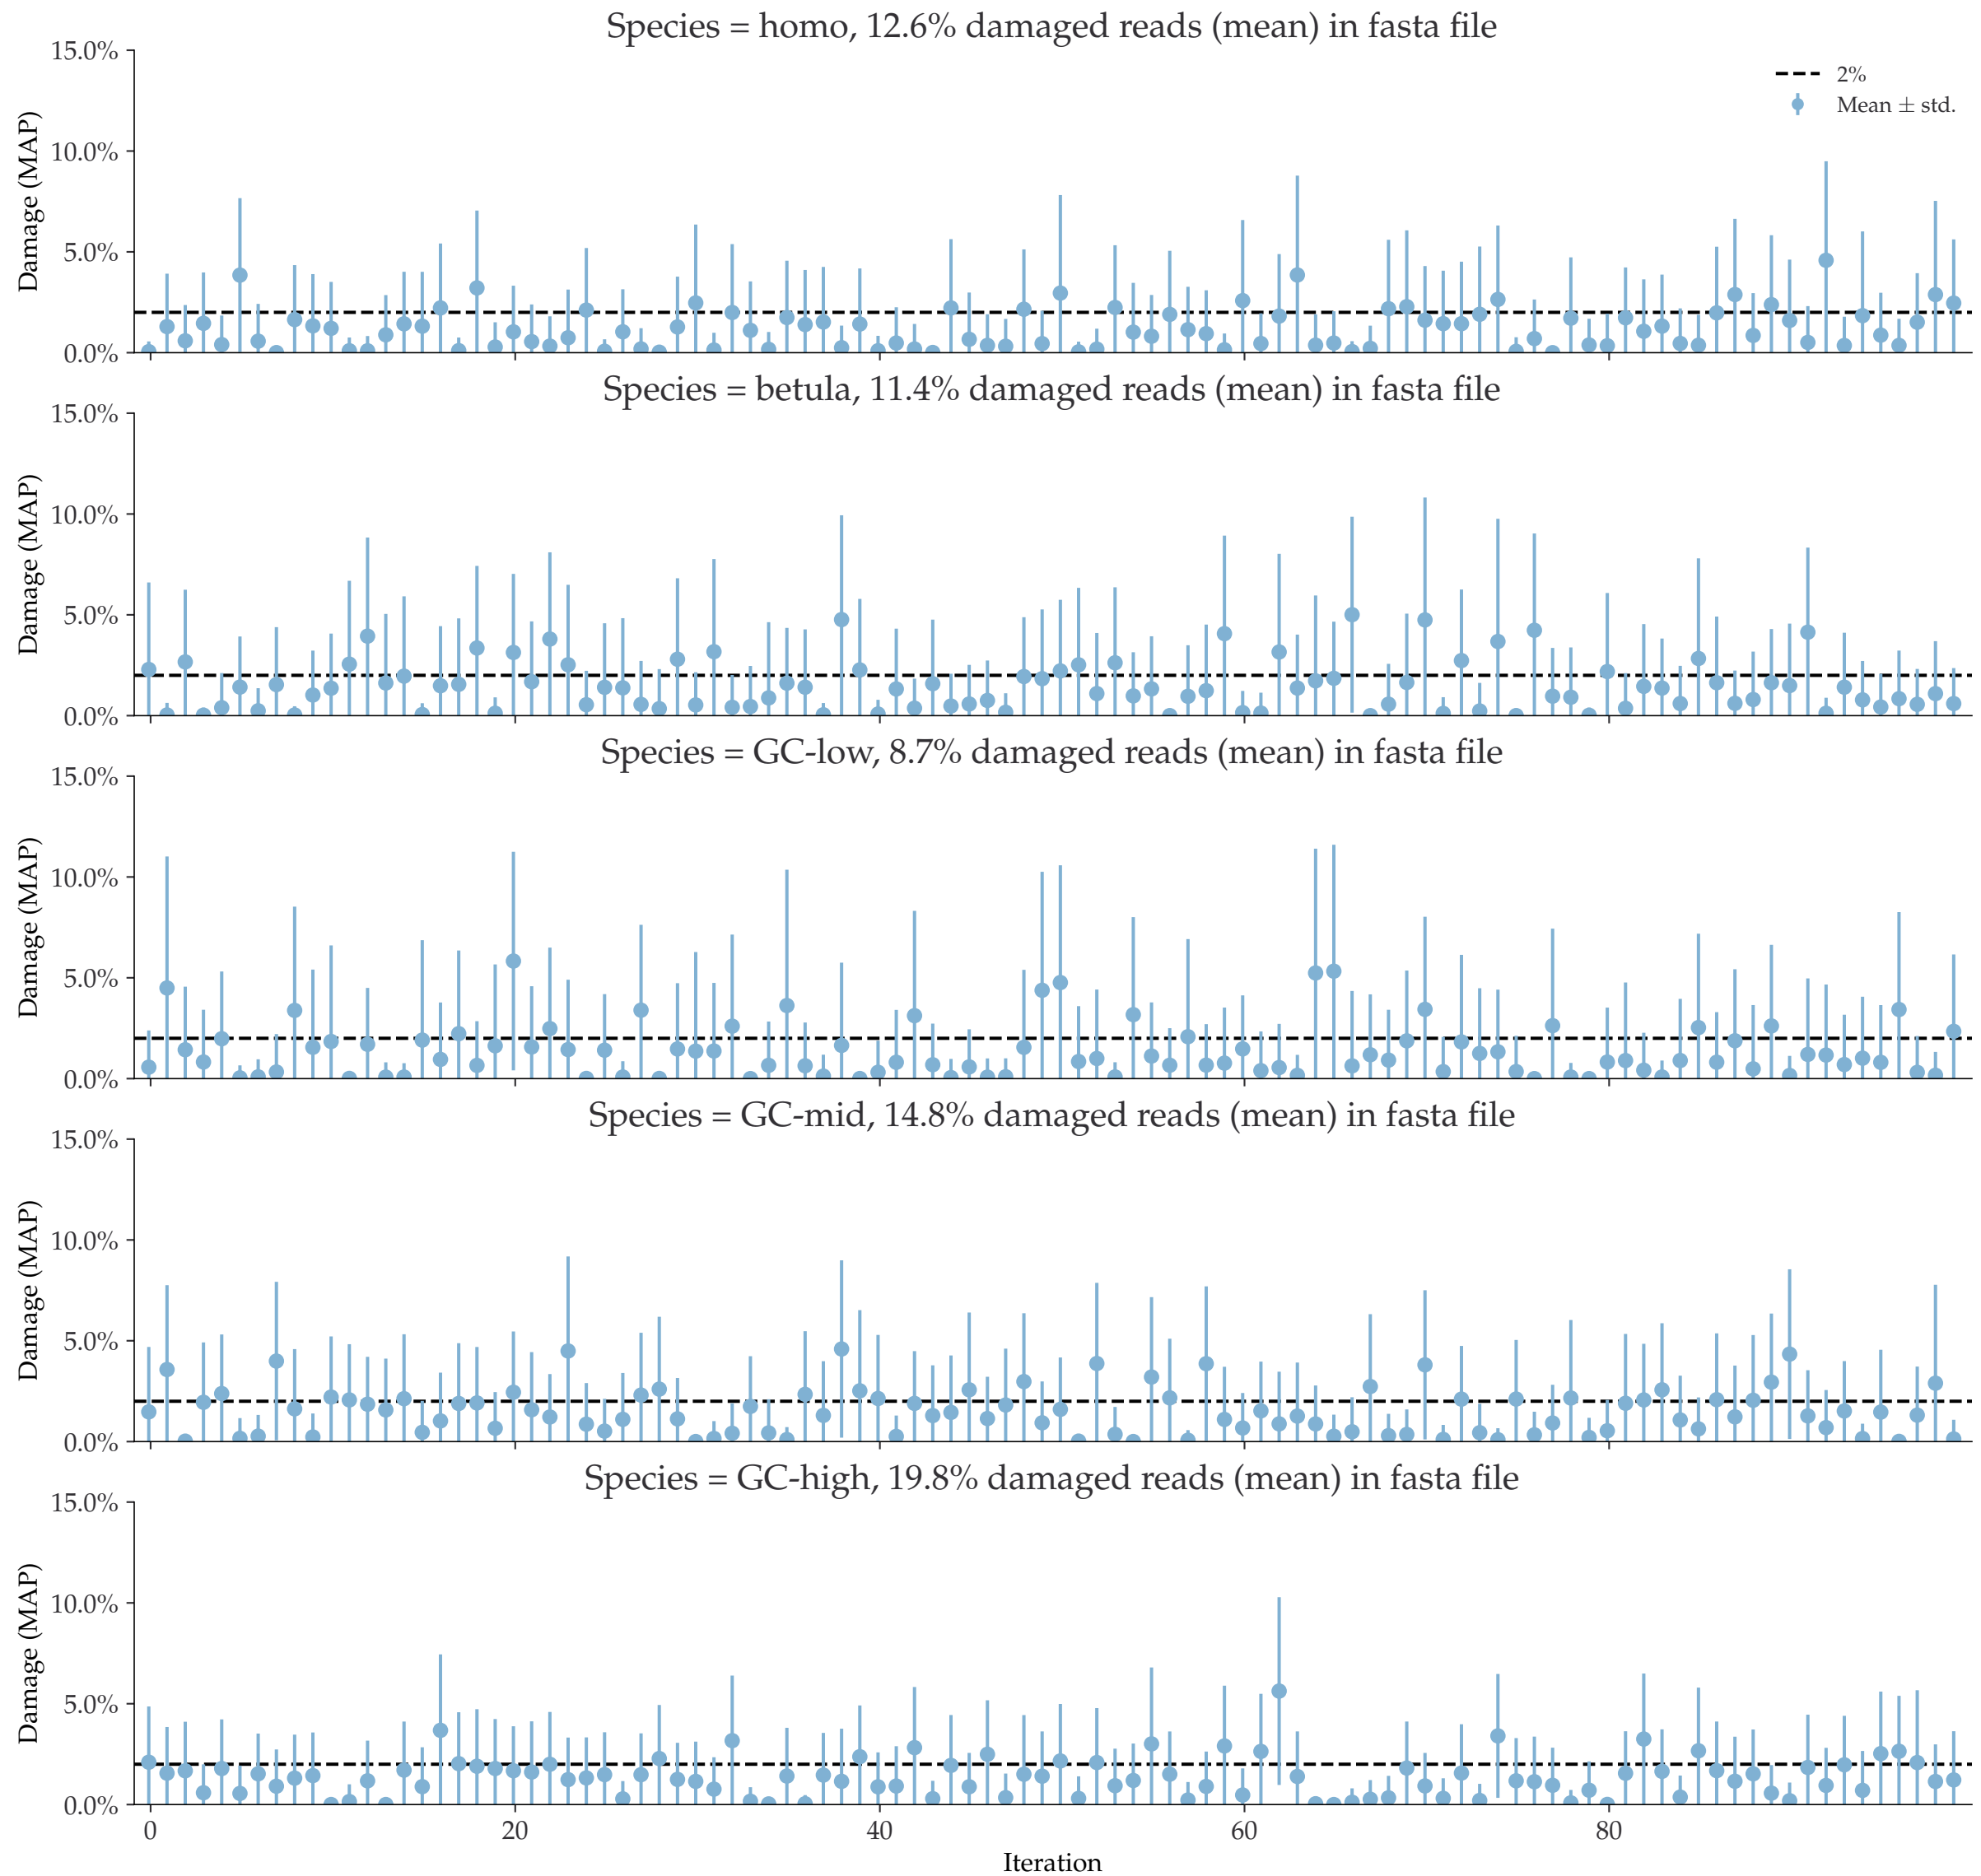 Species = homo, 12.6% damaged reads (mean) in fasta file
15.0%
10.0%
5.0%
0.0%
Damage (MAP)
2%
Mean ± std.
Species = betula, 11.4% damaged reads (mean) in fasta file
15.0%
10.0%
5.0%
0.0%
Damage (MAP)
Species = GC-low, 8.7% damaged reads (mean) in fasta file
15.0%
10.0%
5.0%
0.0%
Damage (MAP)
Species = GC-mid, 14.8% damaged reads (mean) in fasta file
15.0%
10.0%
5.0%
0.0%
Damage (MAP)
Species = GC-high, 19.8% damaged reads (mean) in fasta file
15.0%
10.0%
5.0%
0.0%
Damage (MAP)
0 20 40 60 80
Iteration